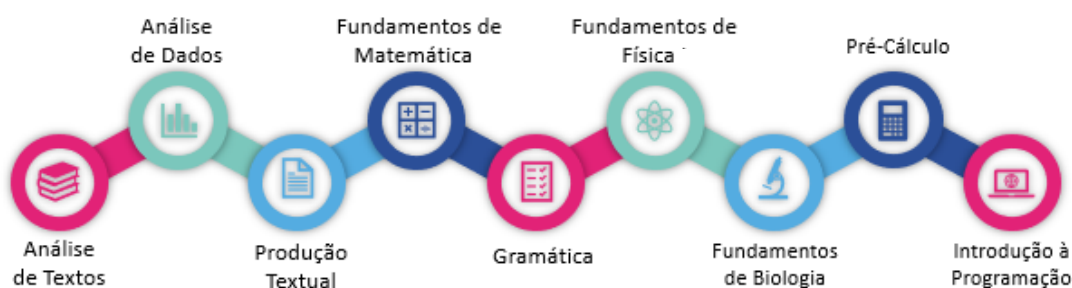 Análise
de Textos
Análise
de Dados
Produção
Textual
Fundamentos de
Matemática
Gramática
Fundamentos de
Física
Fundamentos
de Biologia
Pré-Cálculo
Introdução à
Programação